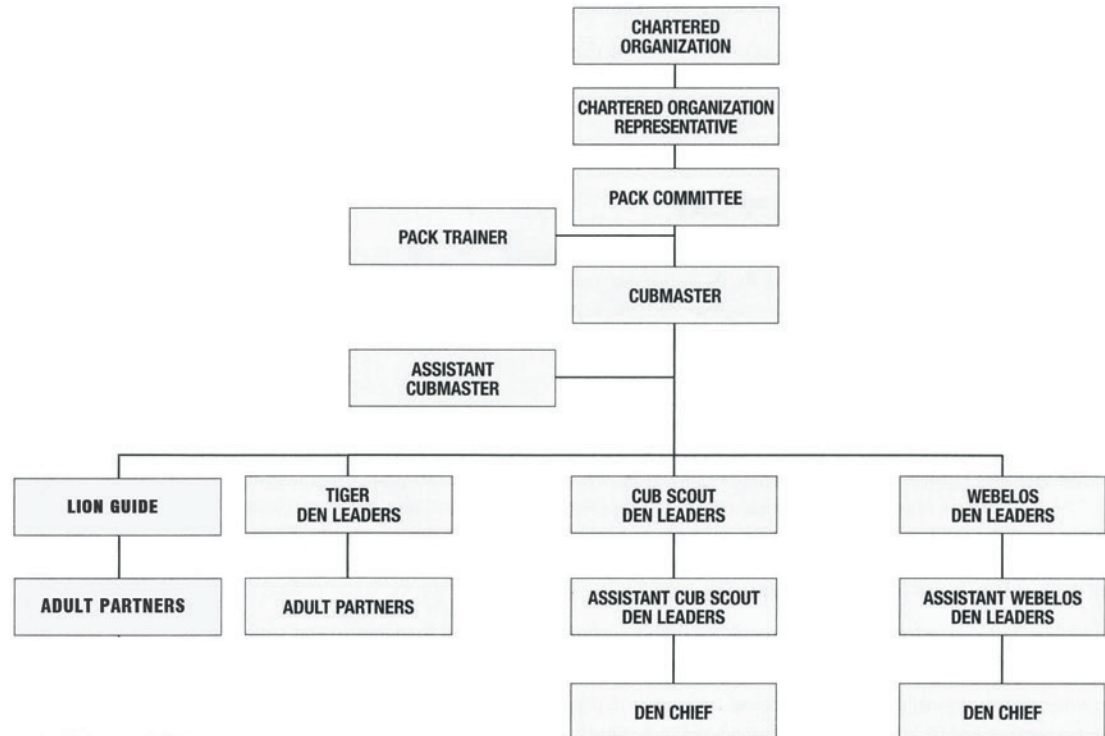 CHARTERED
ORGANIZATION
CHARTERED ORGANIZATION
REPRESENTATIVE
PACK COMMITTEE
PACK TRAINER
CUBMASTER
ASSISTANT
CUBMASTER
LION GUIDE
TIGER
DEN LEADERS
CUB SCOUT
DEN LEADERS
WEBELOS
DEN LEADERS
ADULT PARTNERS
ADULT PARTNERS
ASSISTANT CUB SCOUT
DEN LEADERS
ASSISTANT WEBELOS
DEN LEADERS
DEN CHIEF
DEN CHIEF